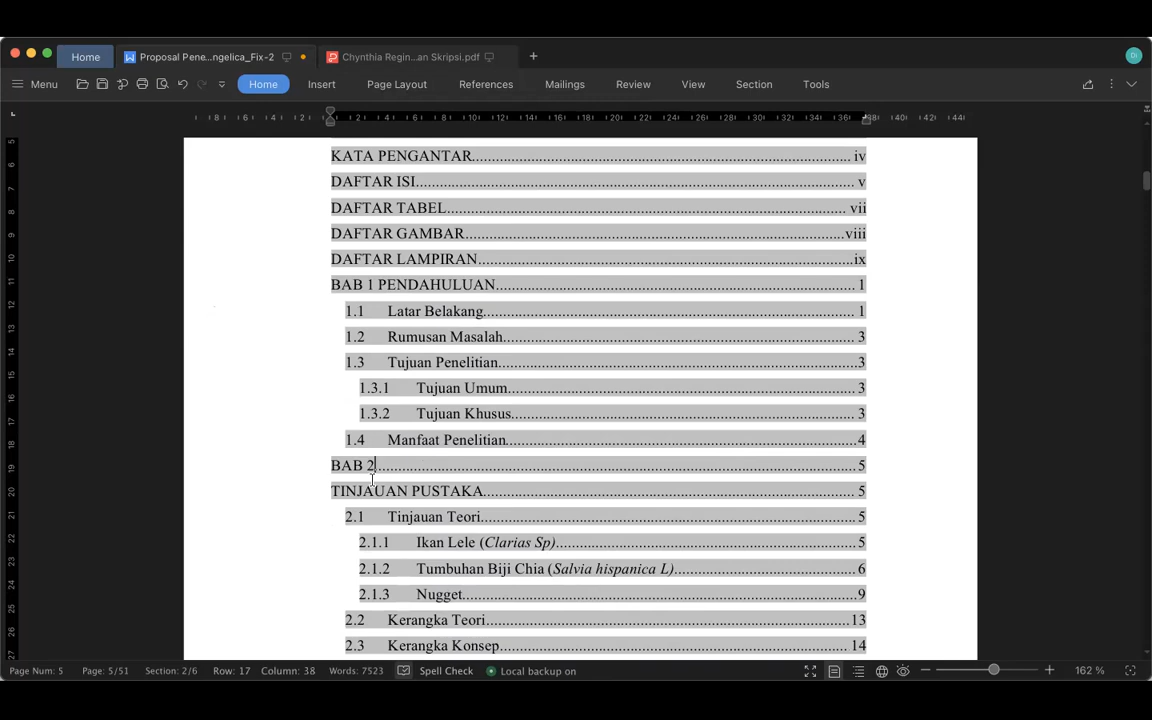 Home
Proposal Pene...ngelica_Fix-2
Chynthia Regin...an Skripsi.pdf
Menu
Home
Insert
Page Layout
References
Mailings
Review
View
Section
Tools
KATA PENGANTAR.......... iv
DAFTAR ISI.......... v
DAFTAR TABEL.......... vii
DAFTAR GAMBAR.......... viii
DAFTAR LAMPIRAN.......... ix
BAB 1 PENDAHULUAN.......... 1
1.1 Latar Belakang.......... 1
1.2 Rumusan Masalah.......... 3
1.3 Tujuan Penelitian.......... 3
1.3.1 Tujuan Umum.......... 3
1.3.2 Tujuan Khusus.......... 3
1.4 Manfaat Penelitian.......... 4
BAB 2.......... 5
TINJAUAN PUSTAKA.......... 5
2.1 Tinjauan Teori.......... 5
2.1.1 Ikan Lele (Clarias Sp).......... 5
2.1.2 Tumbuhan Biji Chia (Salvia hispanica L).......... 6
2.1.3 Nugget.......... 9
2.2 Kerangka Teori.......... 13
2.3 Kerangka Konsep.......... 14
Page Num: 5 Page: 5/51 Section: 2/6 Row: 17 Column: 38 Words: 7523 Spell Check Local backup on 162 %